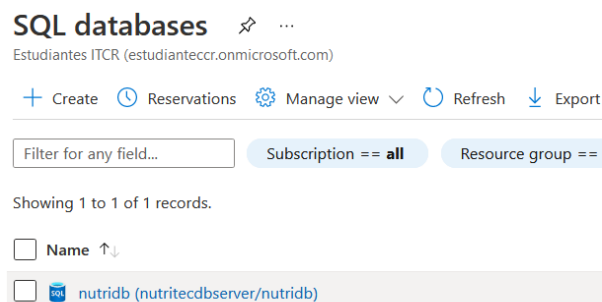 SQL databases
Estudiantes ITCR (estudianteccr.onmicrosoft.com)
Create Reservations Manage view Refresh Export
Filter for any field... Subscription == all Resource group ==
Showing 1 to 1 of 1 records.
Name
SQL nutridb (nutritecdbserver/nutridb)